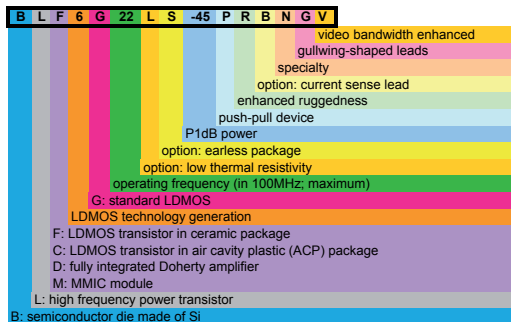 B L F 6 G 22 L S -45 P R B N G V
video bandwidth enhanced
gullwing-shaped leads
specialty
option: current sense lead
enhanced ruggedness
push-pull device
P1dB power
option: earless package
option: low thermal resistivity
operating frequency (in 100MHz; maximum)
G: standard LDMOS
LDMOS technology generation
F: LDMOS transistor in ceramic package
C: LDMOS transistor in air cavity plastic (ACP) package
D: fully integrated Doherty amplifier
M: MMIC module
L: high frequency power transistor
B: semiconductor die made of Si